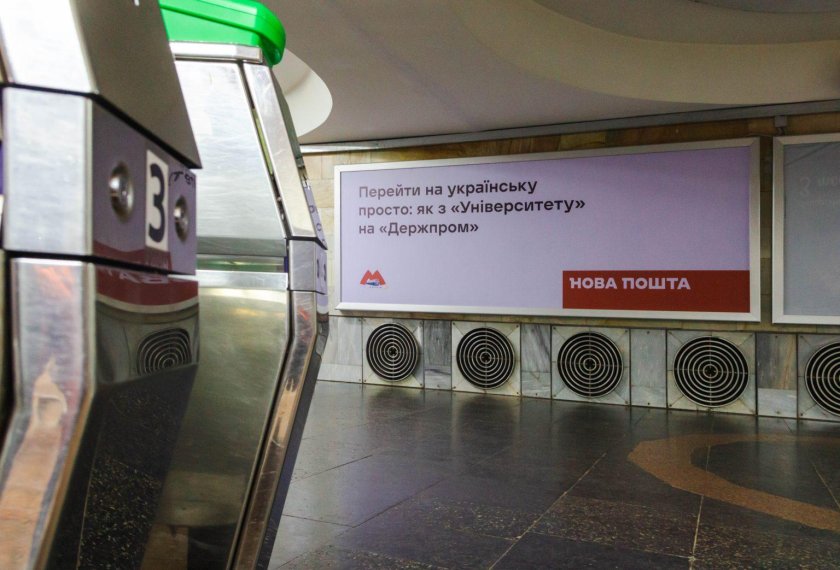 3
Перейти на українську
просто: як з «Університету»
на «Держпром»
НОВА ПОШТА